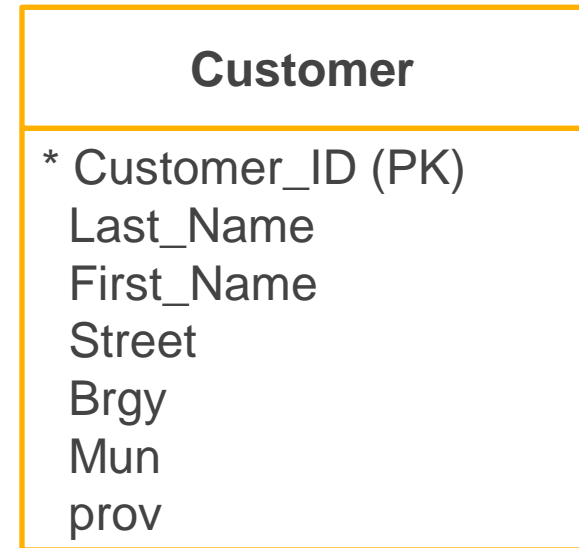 Customer
* Customer_ID (PK)
Last_Name
First_Name
Street
Brgy
Mun
prov